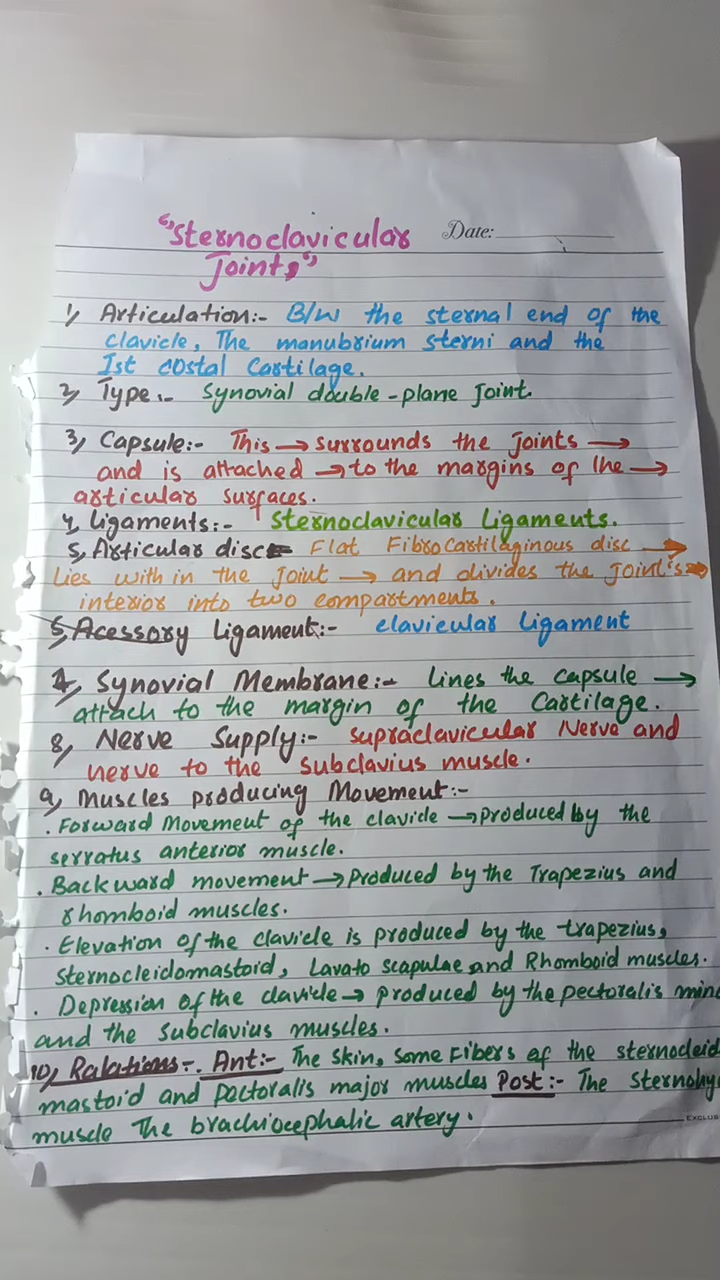 "Sternoclavicular Date:
Joints"
1, Articulation:- B/W the sternal end of the
clavicle, The manubrium sterni and the
Ist costal Cartilage.
2, Type:- Synovial double-plane Joint.
3, Capsule:- This → surrounds the joints →
and is attached → to the margins of the →
articular surfaces.
4, Ligaments:- Sternoclavicular Ligaments.
5, Articular disc Flat Fibrocartilaginous disc →
Lies with in the joint → and divides the joint's →
interior into two compartments.
5, Acessory Ligament:- clavicular ligament
7, Synovial Membrane:- Lines the capsule →
attach to the margin of the Cartilage.
8, Nerve Supply:- supraclavicular Nerve and
nerve to the Subclavius muscle.
9, Muscles producing Movement:-
. Forward Movement of the clavicle → produced by the
serratus anterior muscle.
. Backward movement → Produced by the Trapezius and
rhomboid muscles.
. Elevation of the clavicle is produced by the trapezius,
Sternocleidomastoid, Lavato scapulae, and Rhomboid muscles.
. Depression of the clavicle → produced by the pectoralis mino
and the Subclavius muscles.
10, Ralations-. Ant:- The Skin, Some Fibers of the sternocleid
mastoid and Pectoralis major muscles Post:- The Sternohy
muscle The brachiocephalic artery.
EXCLUS